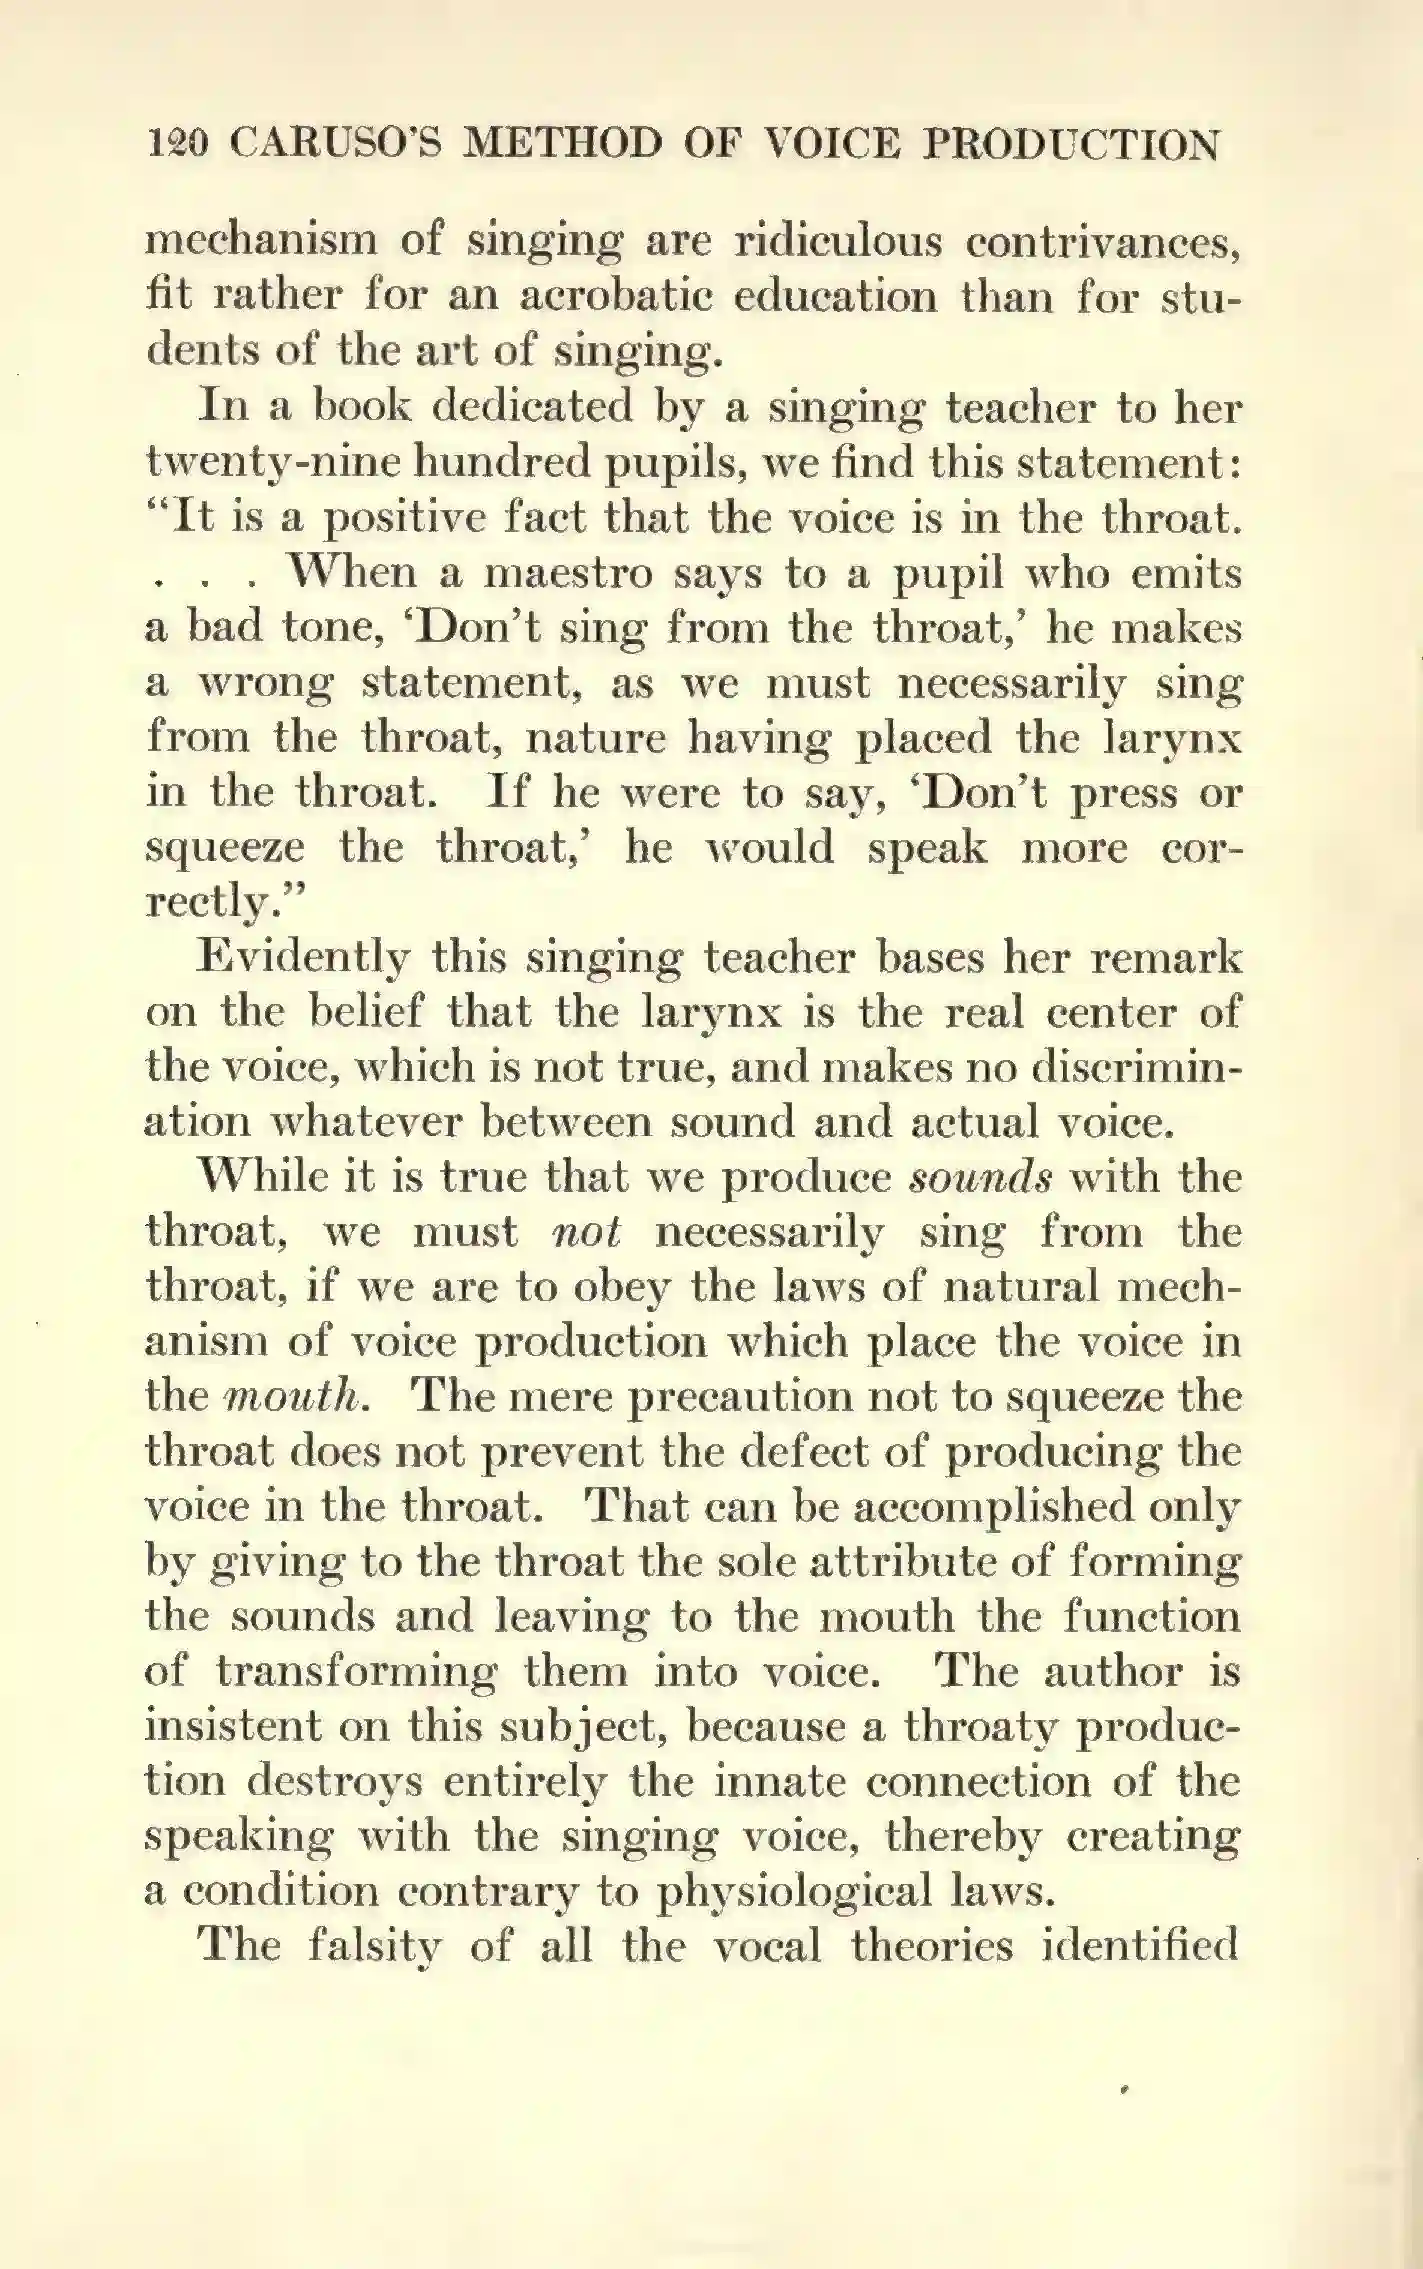 120 CARUSO'S METHOD OF VOICE PRODUCTION
mechanism of singing are ridiculous contrivances,
fit rather for an acrobatic education than for stu-
dents of the art of singing.
In a book dedicated by a singing teacher to her
twenty-nine hundred pupils, we find this statement:
“It is a positive fact that the voice is in the throat.
. . . When a maestro says to a pupil who emits
a bad tone, ‘Don’t sing from the throat,’ he makes
a wrong statement, as we must necessarily sing
from the throat, nature having placed the larynx
in the throat. If he were to say, ‘Don’t press or
squeeze the throat,’ he would speak more cor-
rectly.”
Evidently this singing teacher bases her remark
on the belief that the larynx is the real center of
the voice, which is not true, and makes no discrimin-
ation whatever between sound and actual voice.
While it is true that we produce sounds with the
throat, we must not necessarily sing from the
throat, if we are to obey the laws of natural mech-
anism of voice production which place the voice in
the mouth. The mere precaution not to squeeze the
throat does not prevent the defect of producing the
voice in the throat. That can be accomplished only
by giving to the throat the sole attribute of forming
the sounds and leaving to the mouth the function
of transforming them into voice. The author is
insistent on this subject, because a throaty produc-
tion destroys entirely the innate connection of the
speaking with the singing voice, thereby creating
a condition contrary to physiological laws.
The falsity of all the vocal theories identified